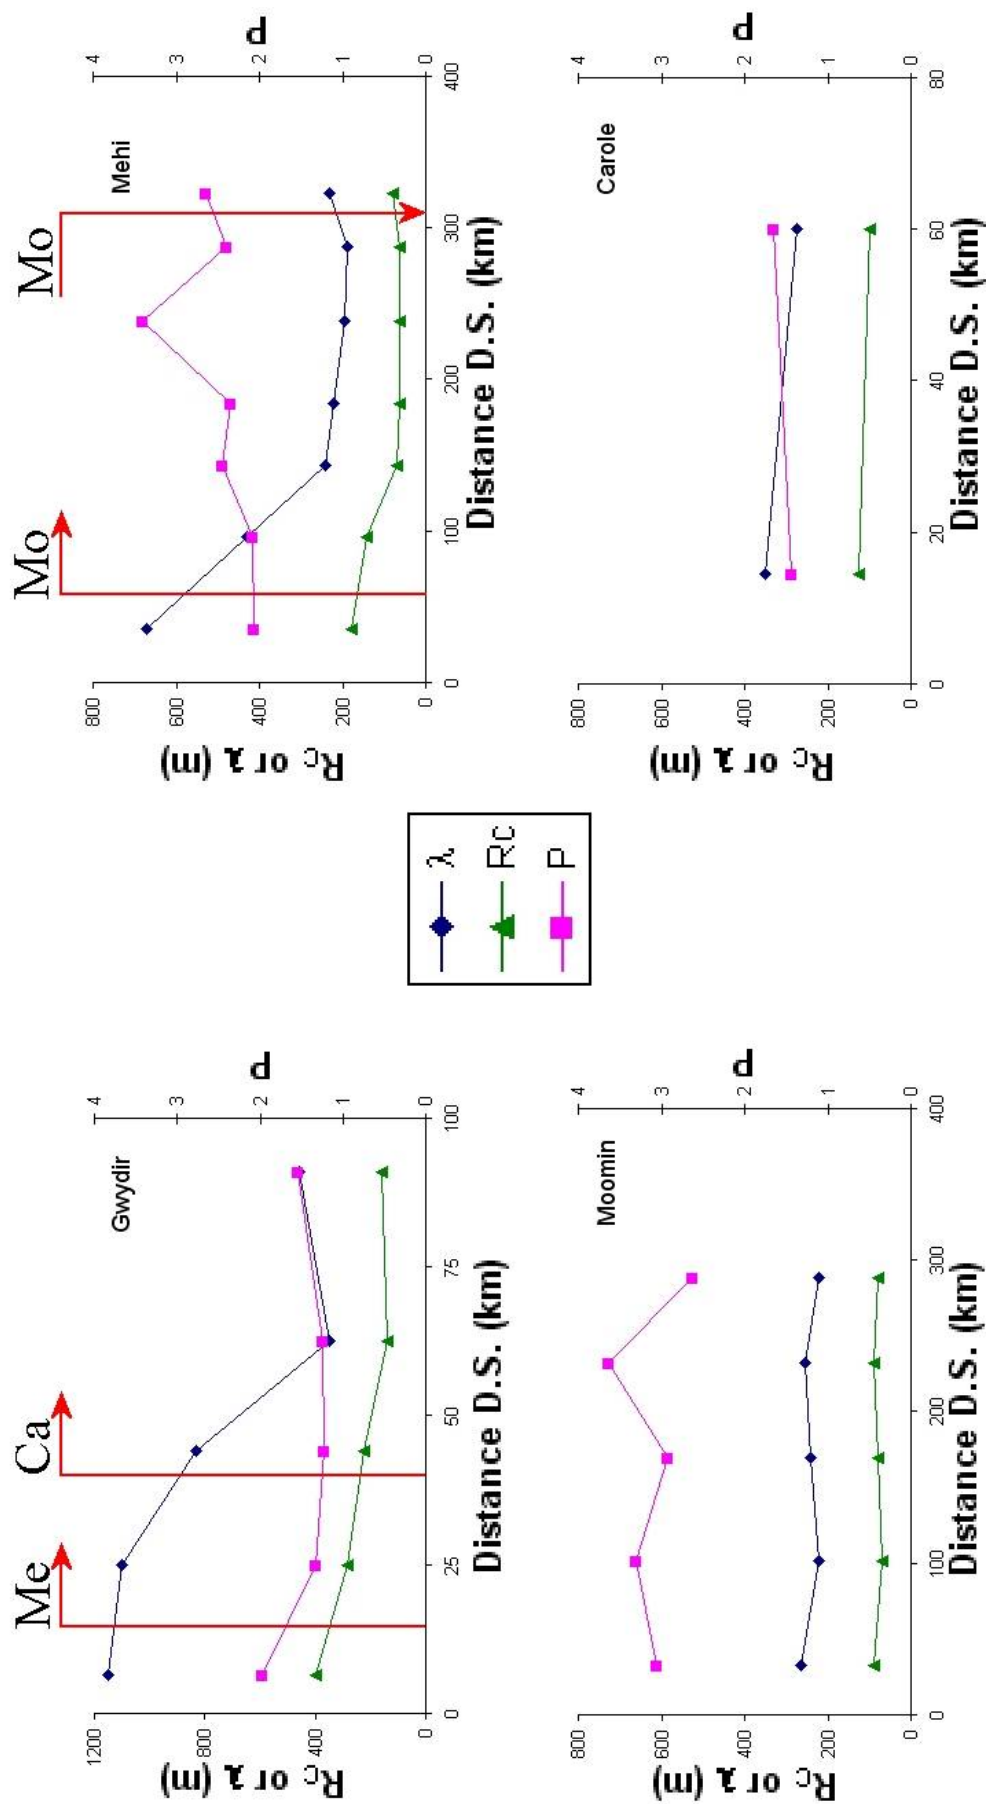 Me
Ca
Gwydir
1200
800
400
0
Rc or λ (m)
0
25
50
75
100
Distance D.S. (km)
4
3
2
1
0
P
Mo
Mo
Mehi
800
600
400
200
0
Rc or λ (m)
0
100
200
300
400
Distance D.S. (km)
4
3
2
1
0
P
λ
Rc
P
Moomin
800
600
400
200
0
Rc or λ (m)
0
100
200
300
400
Distance D.S. (km)
4
3
2
1
0
P
Carole
800
600
400
200
0
Rc or λ (m)
0
20
40
60
80
Distance D.S. (km)
4
3
2
1
0
P